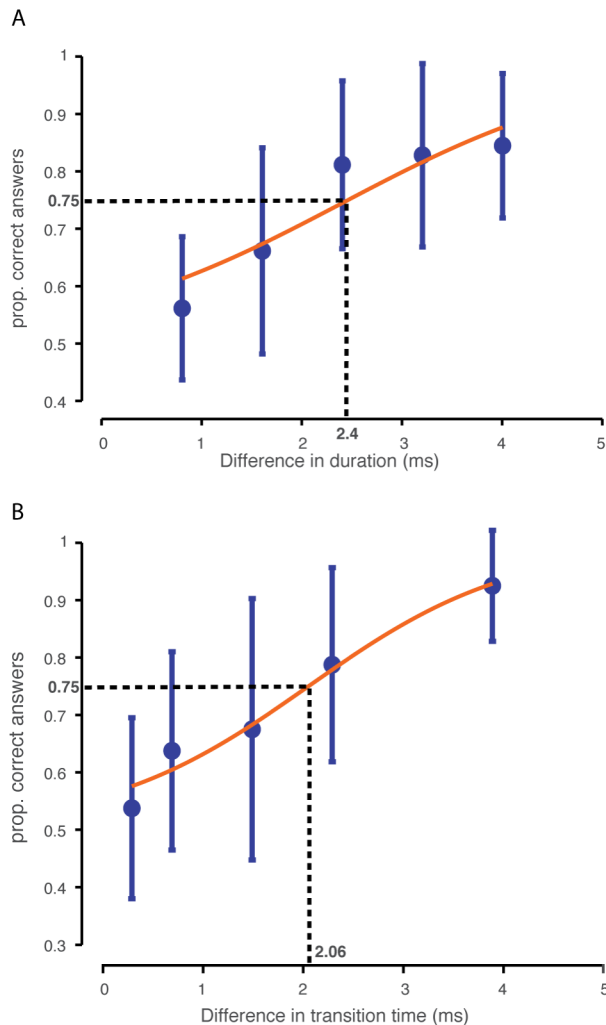 A
1
0.9
0.8
0.75
0.7
0.6
0.5
0.4
prop. correct answers
0 1 2 3 4 5
2.4
Difference in duration (ms)
B
1
0.9
0.8
0.75
0.7
0.6
0.5
0.4
0.3
prop. correct answers
2.06
0 1 2 3 4 5
Difference in transition time (ms)